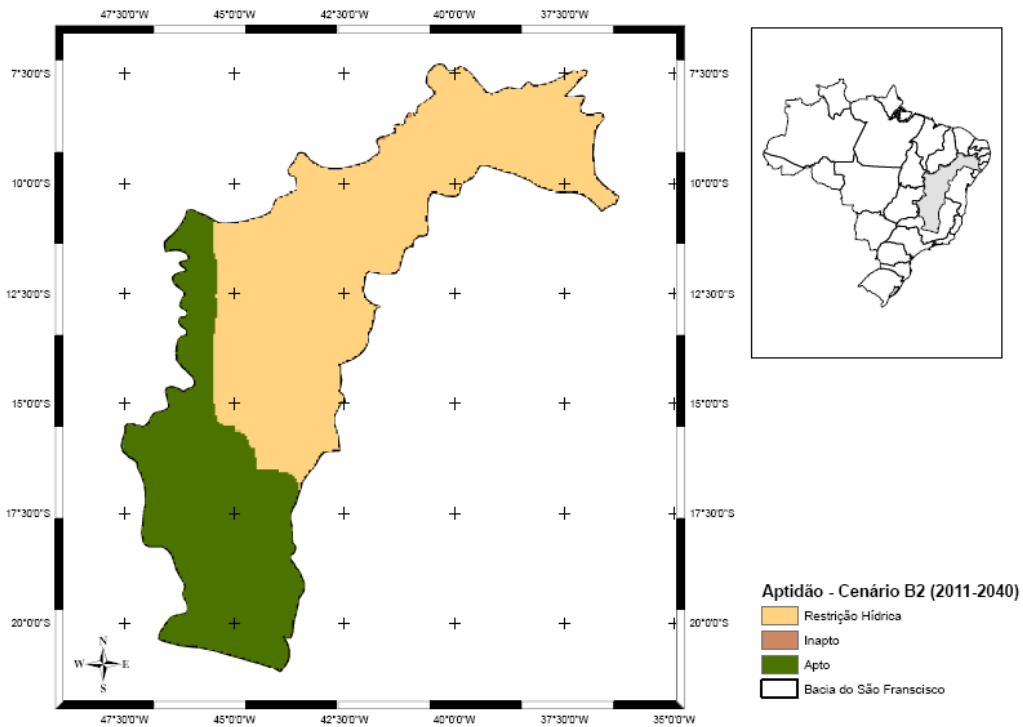 47°30'0"W 45°0'0"W 42°30'0"W 40°0'0"W 37°30'0"W
7°30'0"S 7°30'0"S
10°0'0"S 10°0'0"S
12°30'0"S 12°30'0"S
15°0'0"S 15°0'0"S
17°30'0"S 17°30'0"S
20°0'0"S 20°0'0"S
N
W E
S
47°30'0"W 45°0'0"W 42°30'0"W 40°0'0"W 37°30'0"W 35°0'0"W
Aptidão - Cenário B2 (2011-2040)
Restrição Hídrica
Inapto
Apto
Bacia do São Franscisco